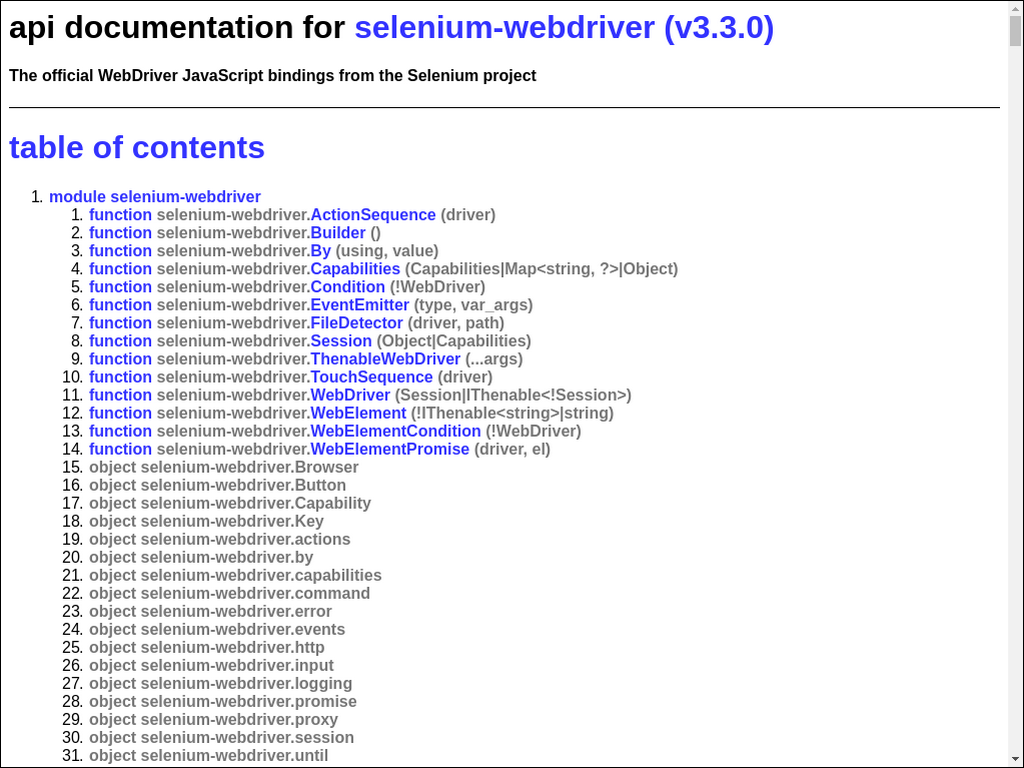 api documentation for selenium-webdriver (v3.3.0)
The official WebDriver JavaScript bindings from the Selenium project
table of contents
1. module selenium-webdriver
1. function selenium-webdriver.ActionSequence (driver)
2. function selenium-webdriver.Builder ()
3. function selenium-webdriver.By (using, value)
4. function selenium-webdriver.Capabilities (Capabilities|Map<string, ?>|Object)
5. function selenium-webdriver.Condition (!WebDriver)
6. function selenium-webdriver.EventEmitter (type, var_args)
7. function selenium-webdriver.FileDetector (driver, path)
8. function selenium-webdriver.Session (Object|Capabilities)
9. function selenium-webdriver.ThenableWebDriver (...args)
10. function selenium-webdriver.TouchSequence (driver)
11. function selenium-webdriver.WebDriver (Session|IThenable<!Session>)
12. function selenium-webdriver.WebElement (!IThenable<string>|string)
13. function selenium-webdriver.WebElementCondition (!WebDriver)
14. function selenium-webdriver.WebElementPromise (driver, el)
15. object selenium-webdriver.Browser
16. object selenium-webdriver.Button
17. object selenium-webdriver.Capability
18. object selenium-webdriver.Key
19. object selenium-webdriver.actions
20. object selenium-webdriver.by
21. object selenium-webdriver.capabilities
22. object selenium-webdriver.command
23. object selenium-webdriver.error
24. object selenium-webdriver.events
25. object selenium-webdriver.http
26. object selenium-webdriver.input
27. object selenium-webdriver.logging
28. object selenium-webdriver.promise
29. object selenium-webdriver.proxy
30. object selenium-webdriver.session
31. object selenium-webdriver.until